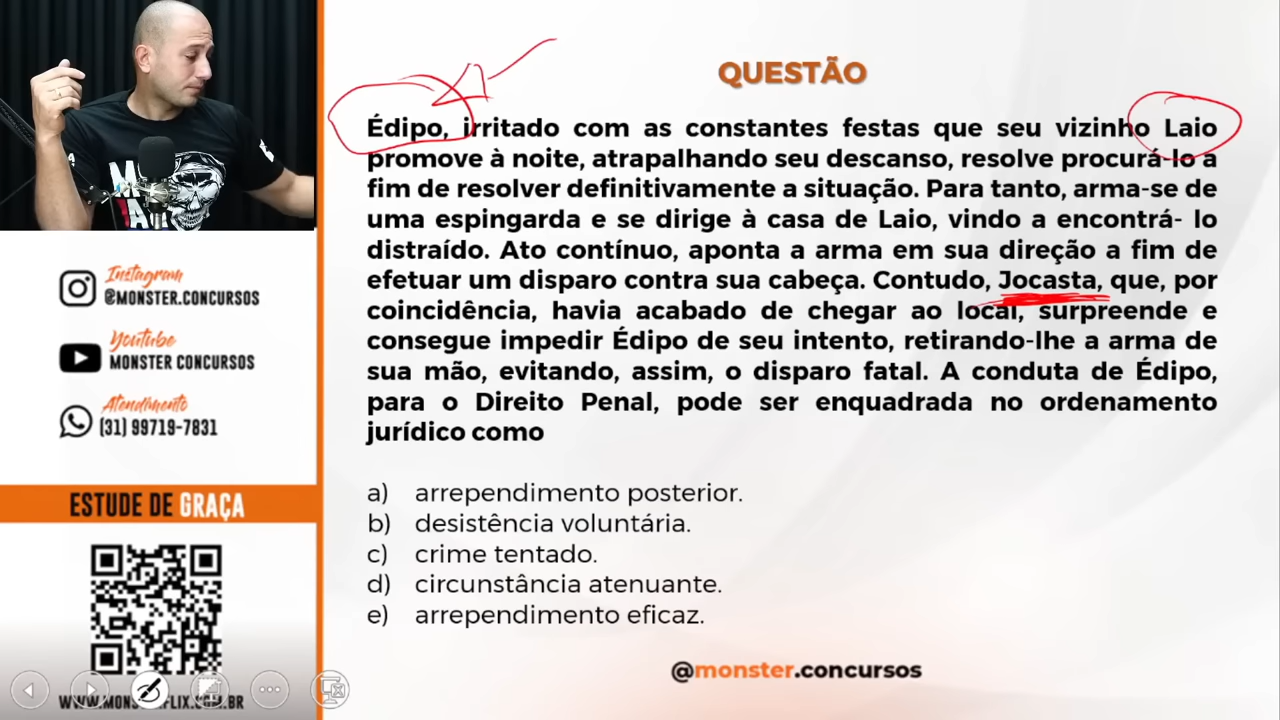 QUESTÃO
Édipo, irritado com as constantes festas que seu vizinho Laio
promove à noite, atrapalhando seu descanso, resolve procurá-lo a
fim de resolver definitivamente a situação. Para tanto, arma-se de
uma espingarda e se dirige à casa de Laio, vindo a encontrá- lo
distraído. Ato contínuo, aponta a arma em sua direção a fim de
efetuar um disparo contra sua cabeça. Contudo, Jocasta, que, por
coincidência, havia acabado de chegar ao local, surpreende e
consegue impedir Édipo de seu intento, retirando-lhe a arma de
sua mão, evitando, assim, o disparo fatal. A conduta de Édipo,
para o Direito Penal, pode ser enquadrada no ordenamento
jurídico como
a) arrependimento posterior.
b) desistência voluntária.
c) crime tentado.
d) circunstância atenuante.
e) arrependimento eficaz.
@monster.concursos
Instagram
@MONSTER.CONCURSOS
Youtube
MONSTER CONCURSOS
Atendimento
(31) 99719-7831
ESTUDE DE GRAÇA